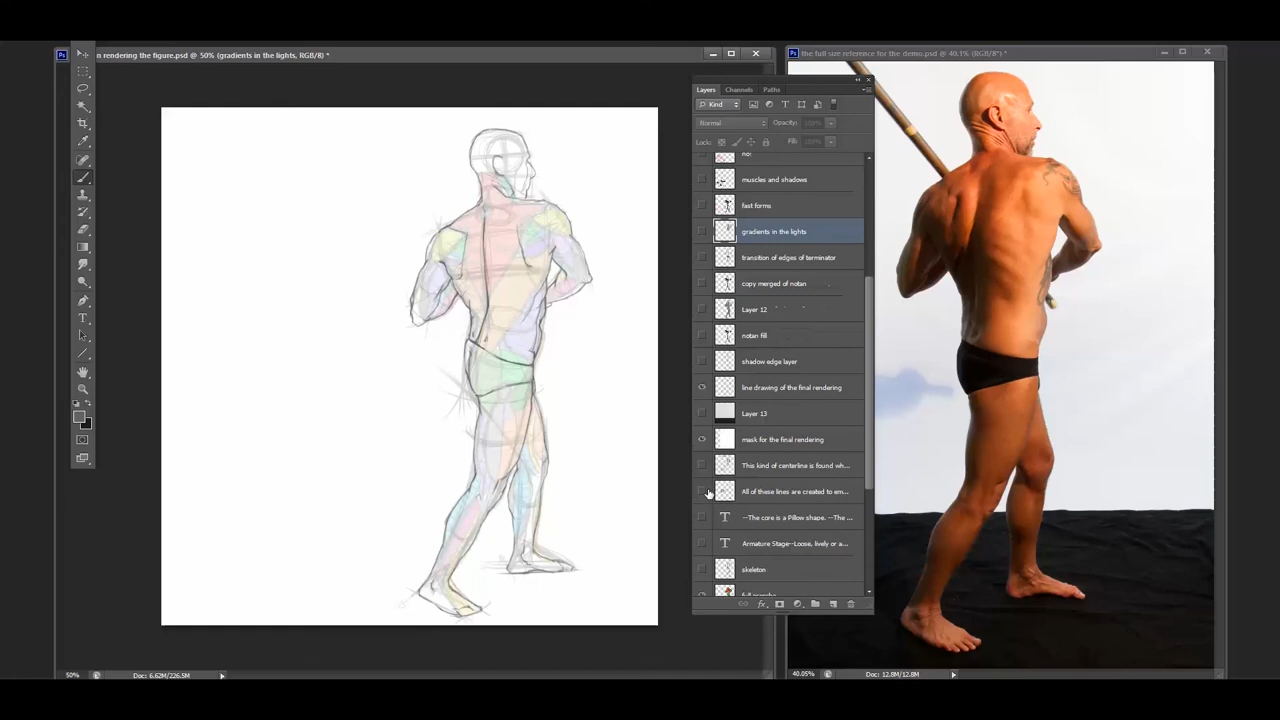 n rendering the figure.psd @ 50% (gradients in the lights, RGB/8) *
the full size reference for the demo.psd @ 40.1% (RGB/8) *
Layers Channels Paths
Kind
Normal Opacity: 100%
Lock: Fill: 100%
no!
muscles and shadows
fast forms
gradients in the lights
transition of edges of terminator
copy merged of notan
Layer 12
notan fill
shadow edge layer
line drawing of the final rendering
Layer 13
mask for the final rendering
This kind of centerline is found wh...
All of these lines are created to em...
--The core is a Pillow shape. --The ...
Armature Stage--Loose, lively or a...
skeleton
50% Doc: 6.62M/226.5M
40.05% Doc: 12.8M/12.8M